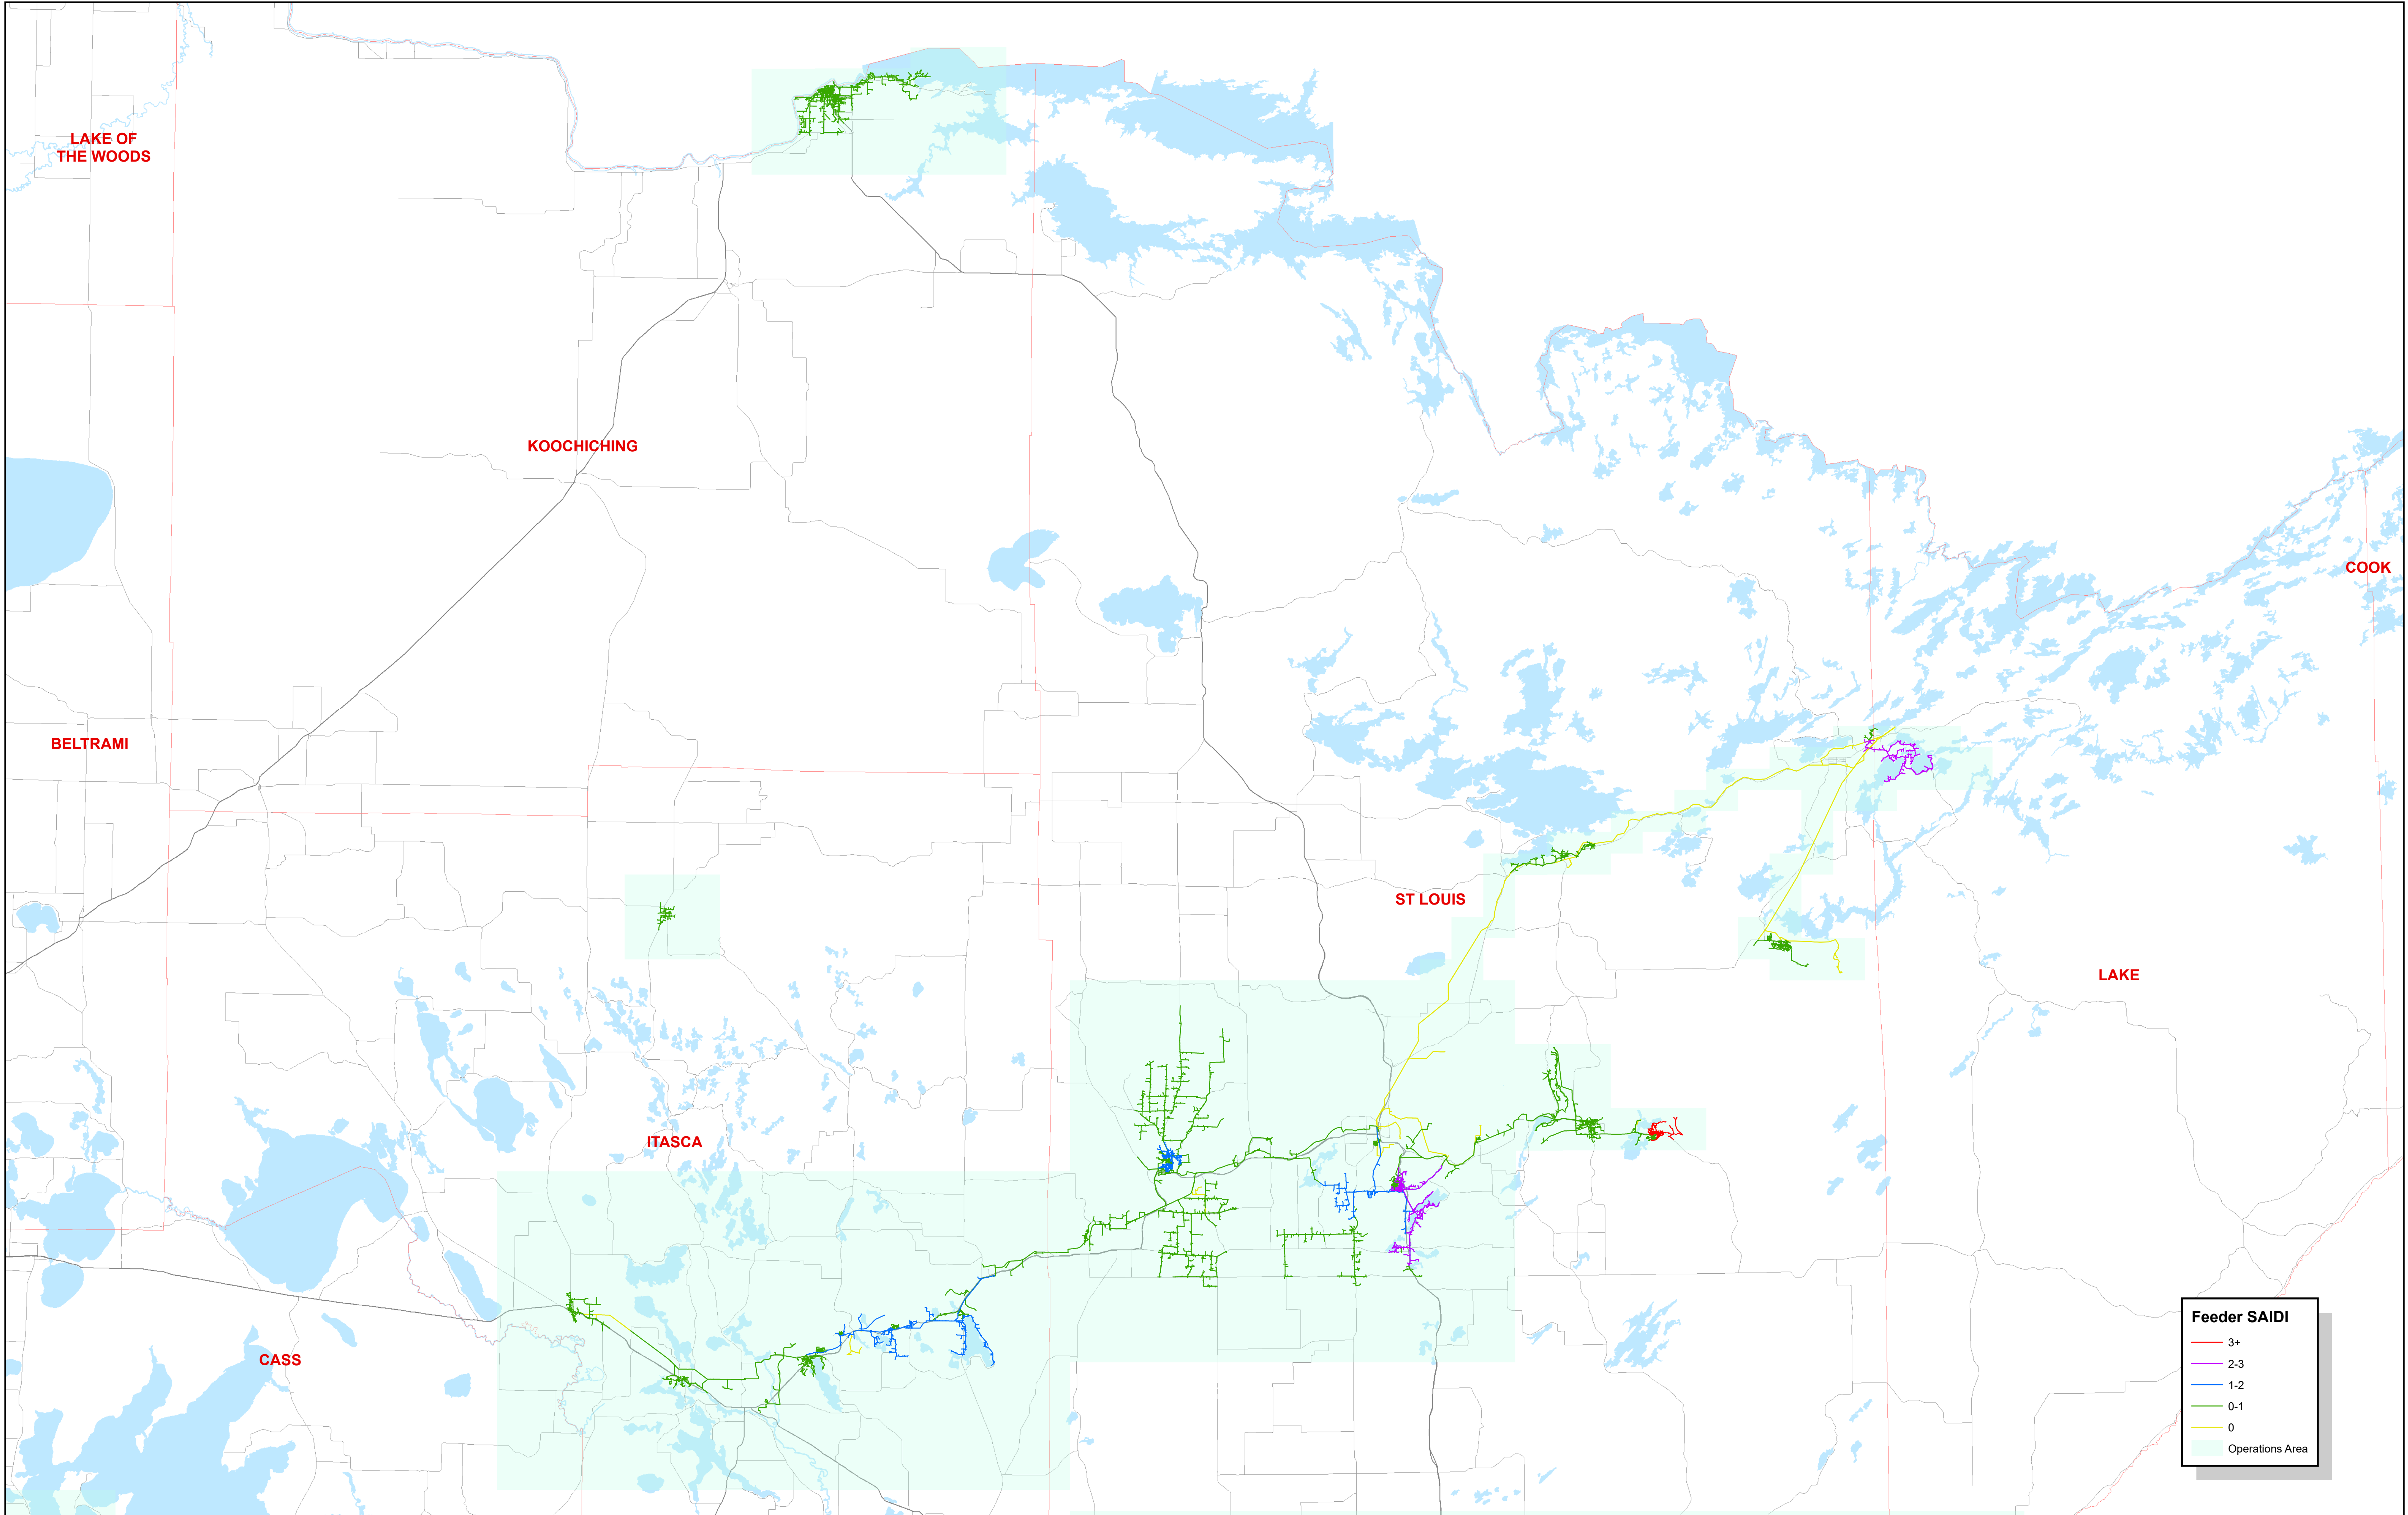 LAKE OF
THE WOODS
KOOCHICHING
COOK
BELTRAMI
ST LOUIS
LAKE
ITASCA
CASS
Feeder SAIDI
3+
2-3
1-2
0-1
0
Operations Area